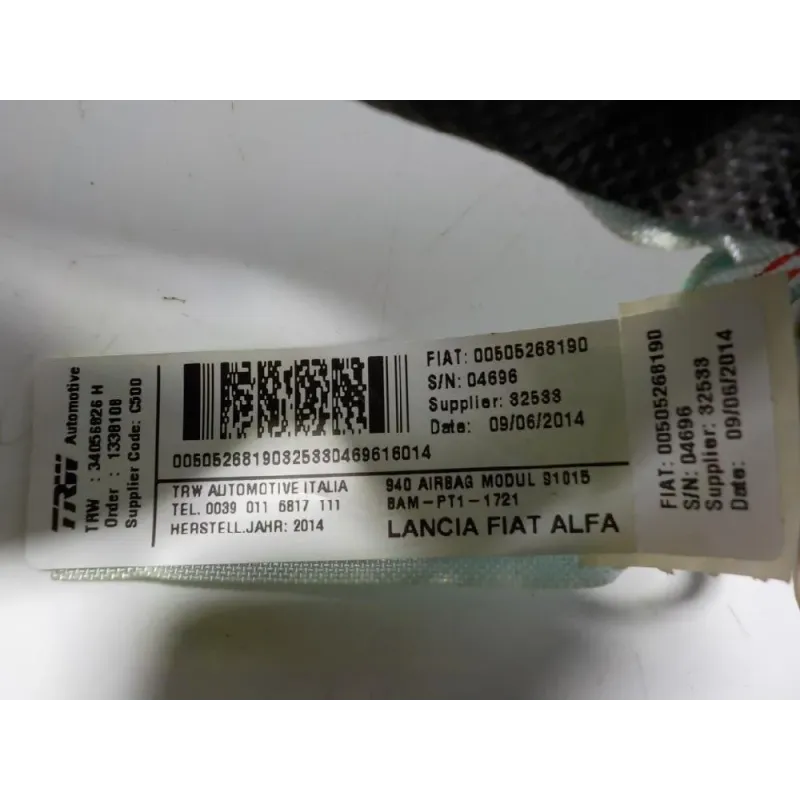 TRW Automotive
TRW : 34056826 H
Order : 1338108
Supplier Code: C500
FIAT: 00505268190
S/N: 04696
Supplier: 32533
Date: 09/06/2014
00505268190325330469616014
TRW AUTOMOTIVE ITALIA
TEL. 0039 011 6817 111
HERSTELL.JAHR: 2014
940 AIRBAG MODUL 91015
BAM-PT1-1721
LANCIA FIAT ALFA
FIAT: 00505268190
S/N: 04696
Supplier: 32533
Date: 09/06/2014